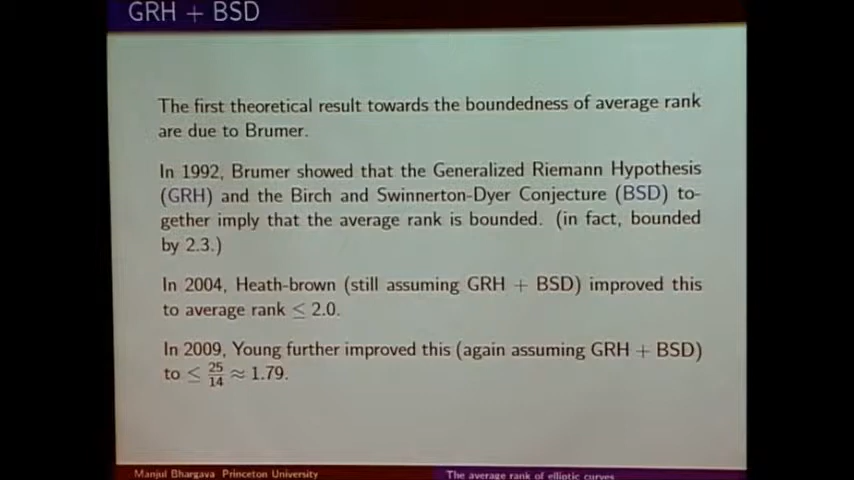 GRH + BSD
The first theoretical result towards the boundedness of average rank
are due to Brumer.
In 1992, Brumer showed that the Generalized Riemann Hypothesis
(GRH) and the Birch and Swinnerton-Dyer Conjecture (BSD) to-
gether imply that the average rank is bounded. (in fact, bounded
by 2.3.)
In 2004, Heath-brown (still assuming GRH + BSD) improved this
to average rank ≤ 2.0.
In 2009, Young further improved this (again assuming GRH + BSD)
to ≤ 25/14 ≈ 1.79.
Manjul Bhargava Princeton University
The average rank of elliptic curves